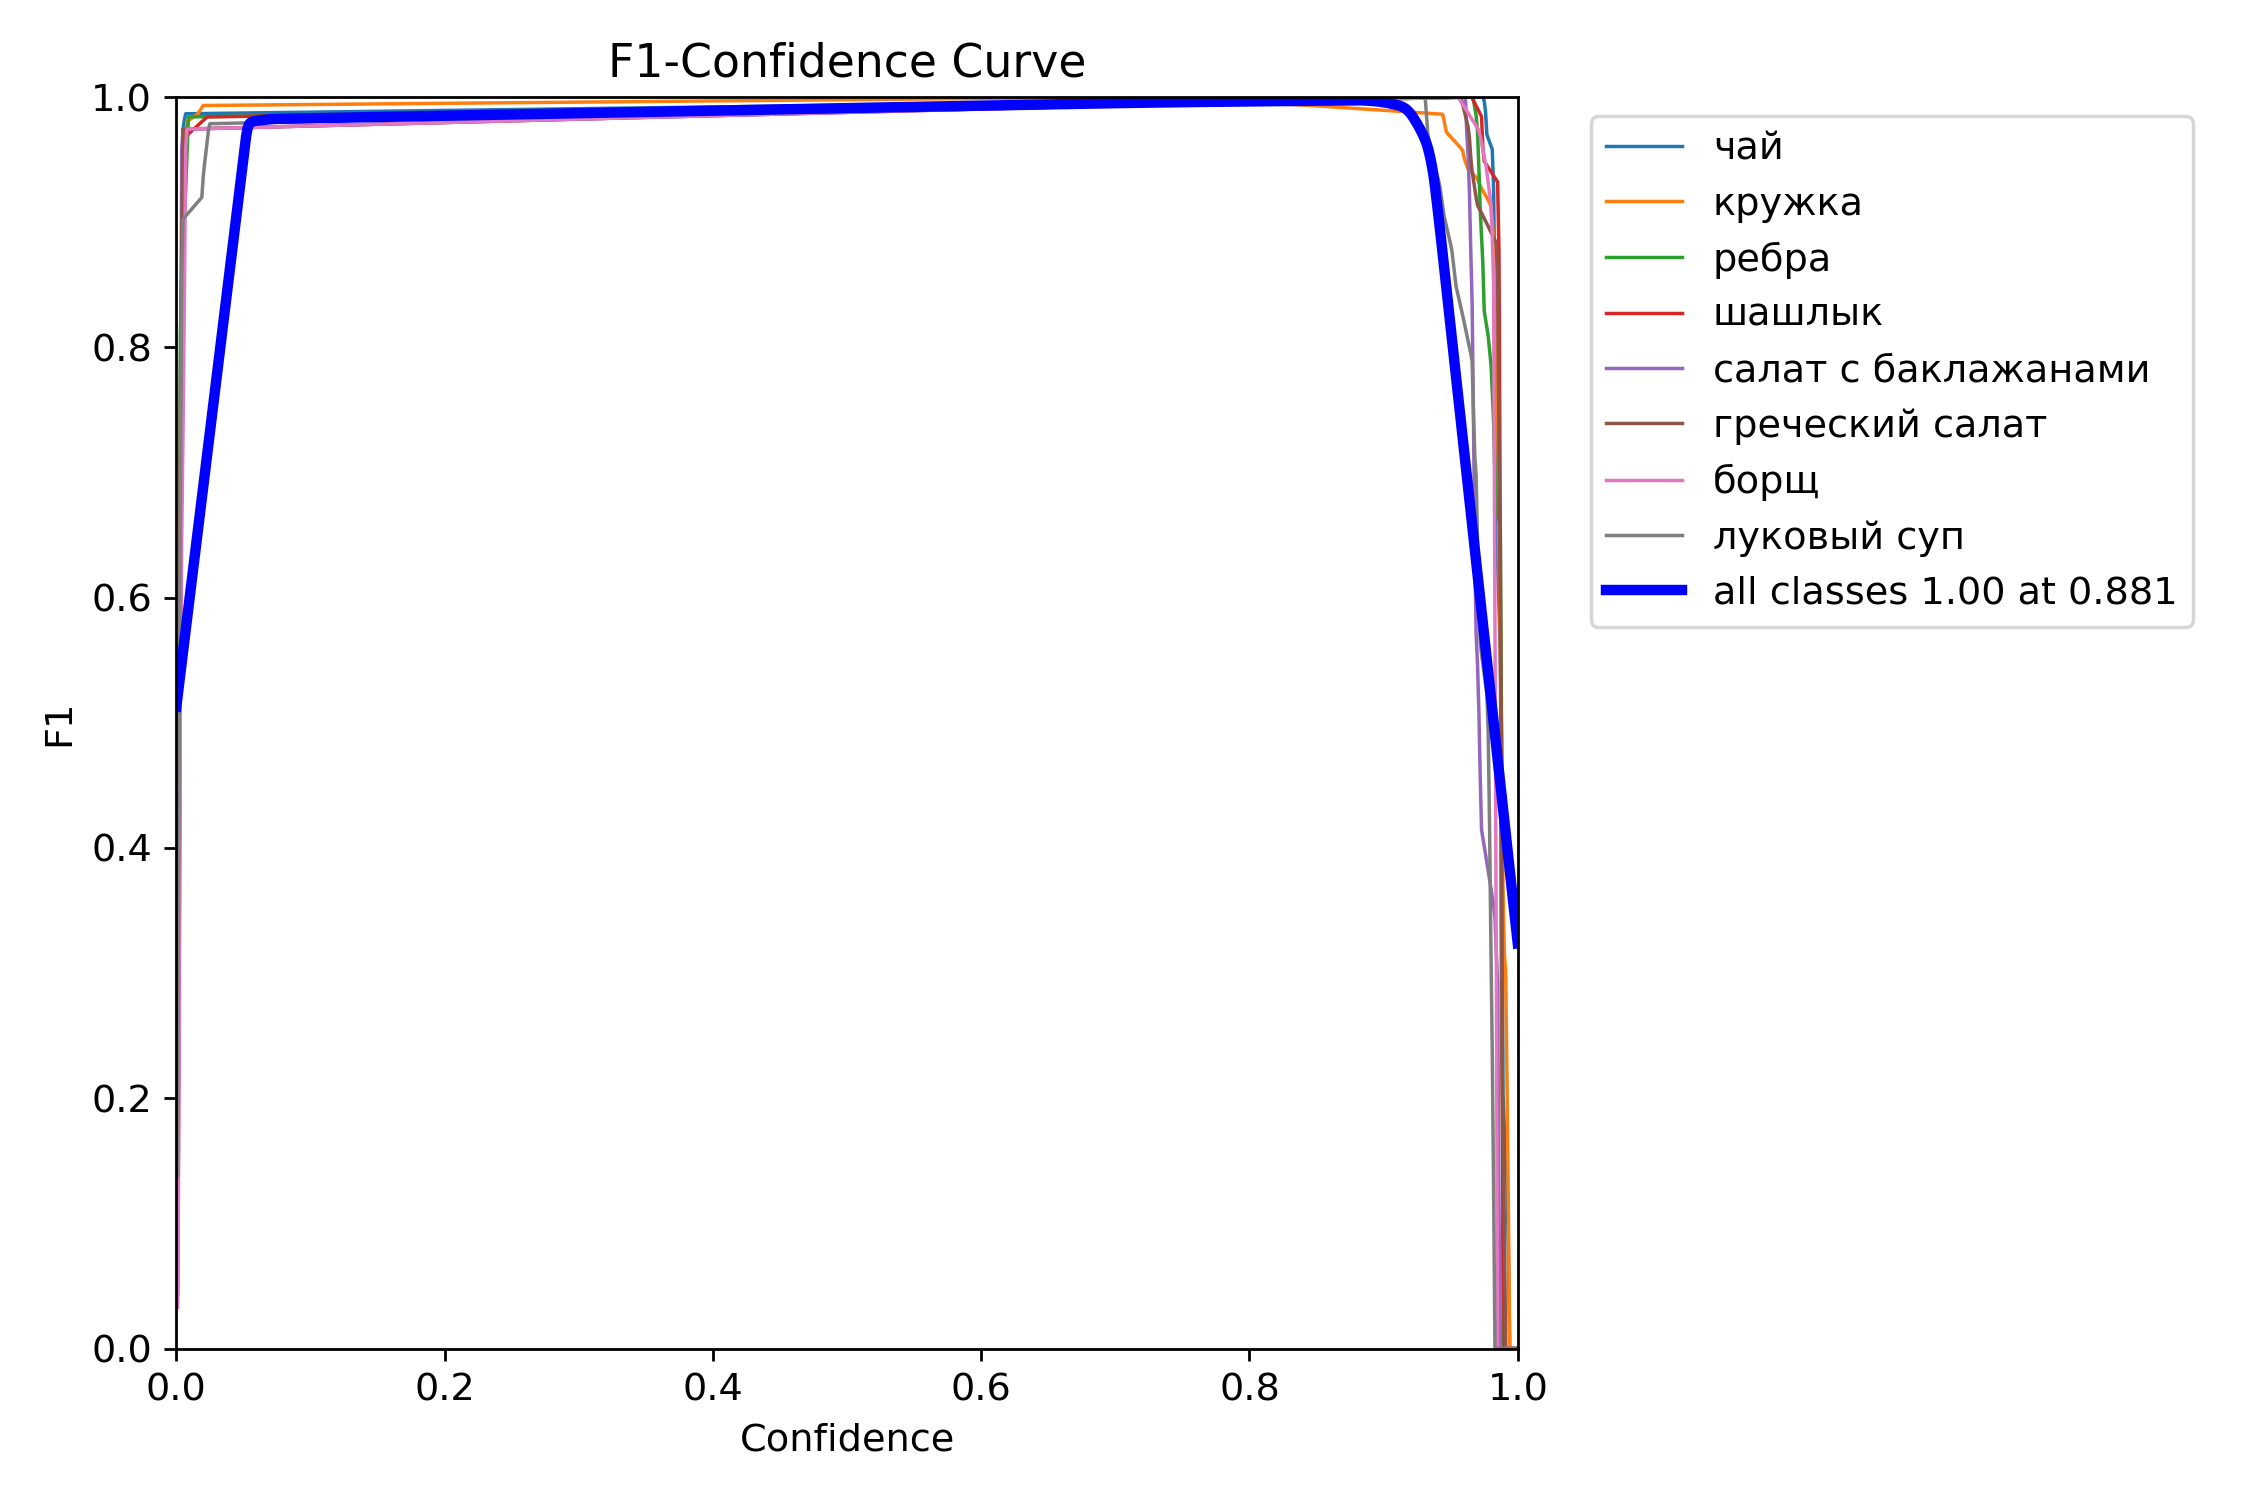 F1-Confidence Curve
1.0
0.8
0.6
0.4
0.2
0.0
F1
0.0 0.2 0.4 0.6 0.8 1.0
Confidence
чай
кружка
ребра
шашлык
салат с баклажанами
греческий салат
борщ
луковый суп
all classes 1.00 at 0.881